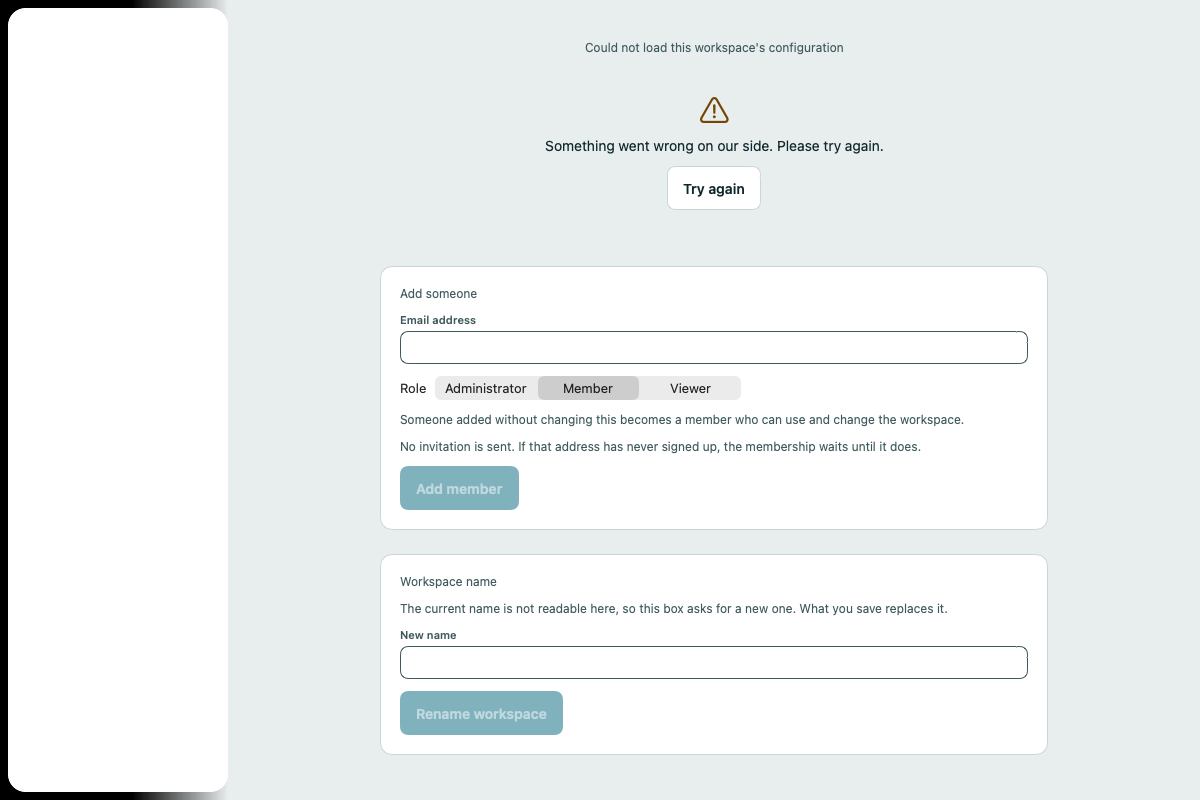 Could not load this workspace's configuration
Something went wrong on our side. Please try again.
Try again
Add someone
Email address
Role Administrator Member Viewer
Someone added without changing this becomes a member who can use and change the workspace.
No invitation is sent. If that address has never signed up, the membership waits until it does.
Add member
Workspace name
The current name is not readable here, so this box asks for a new one. What you save replaces it.
New name
Rename workspace